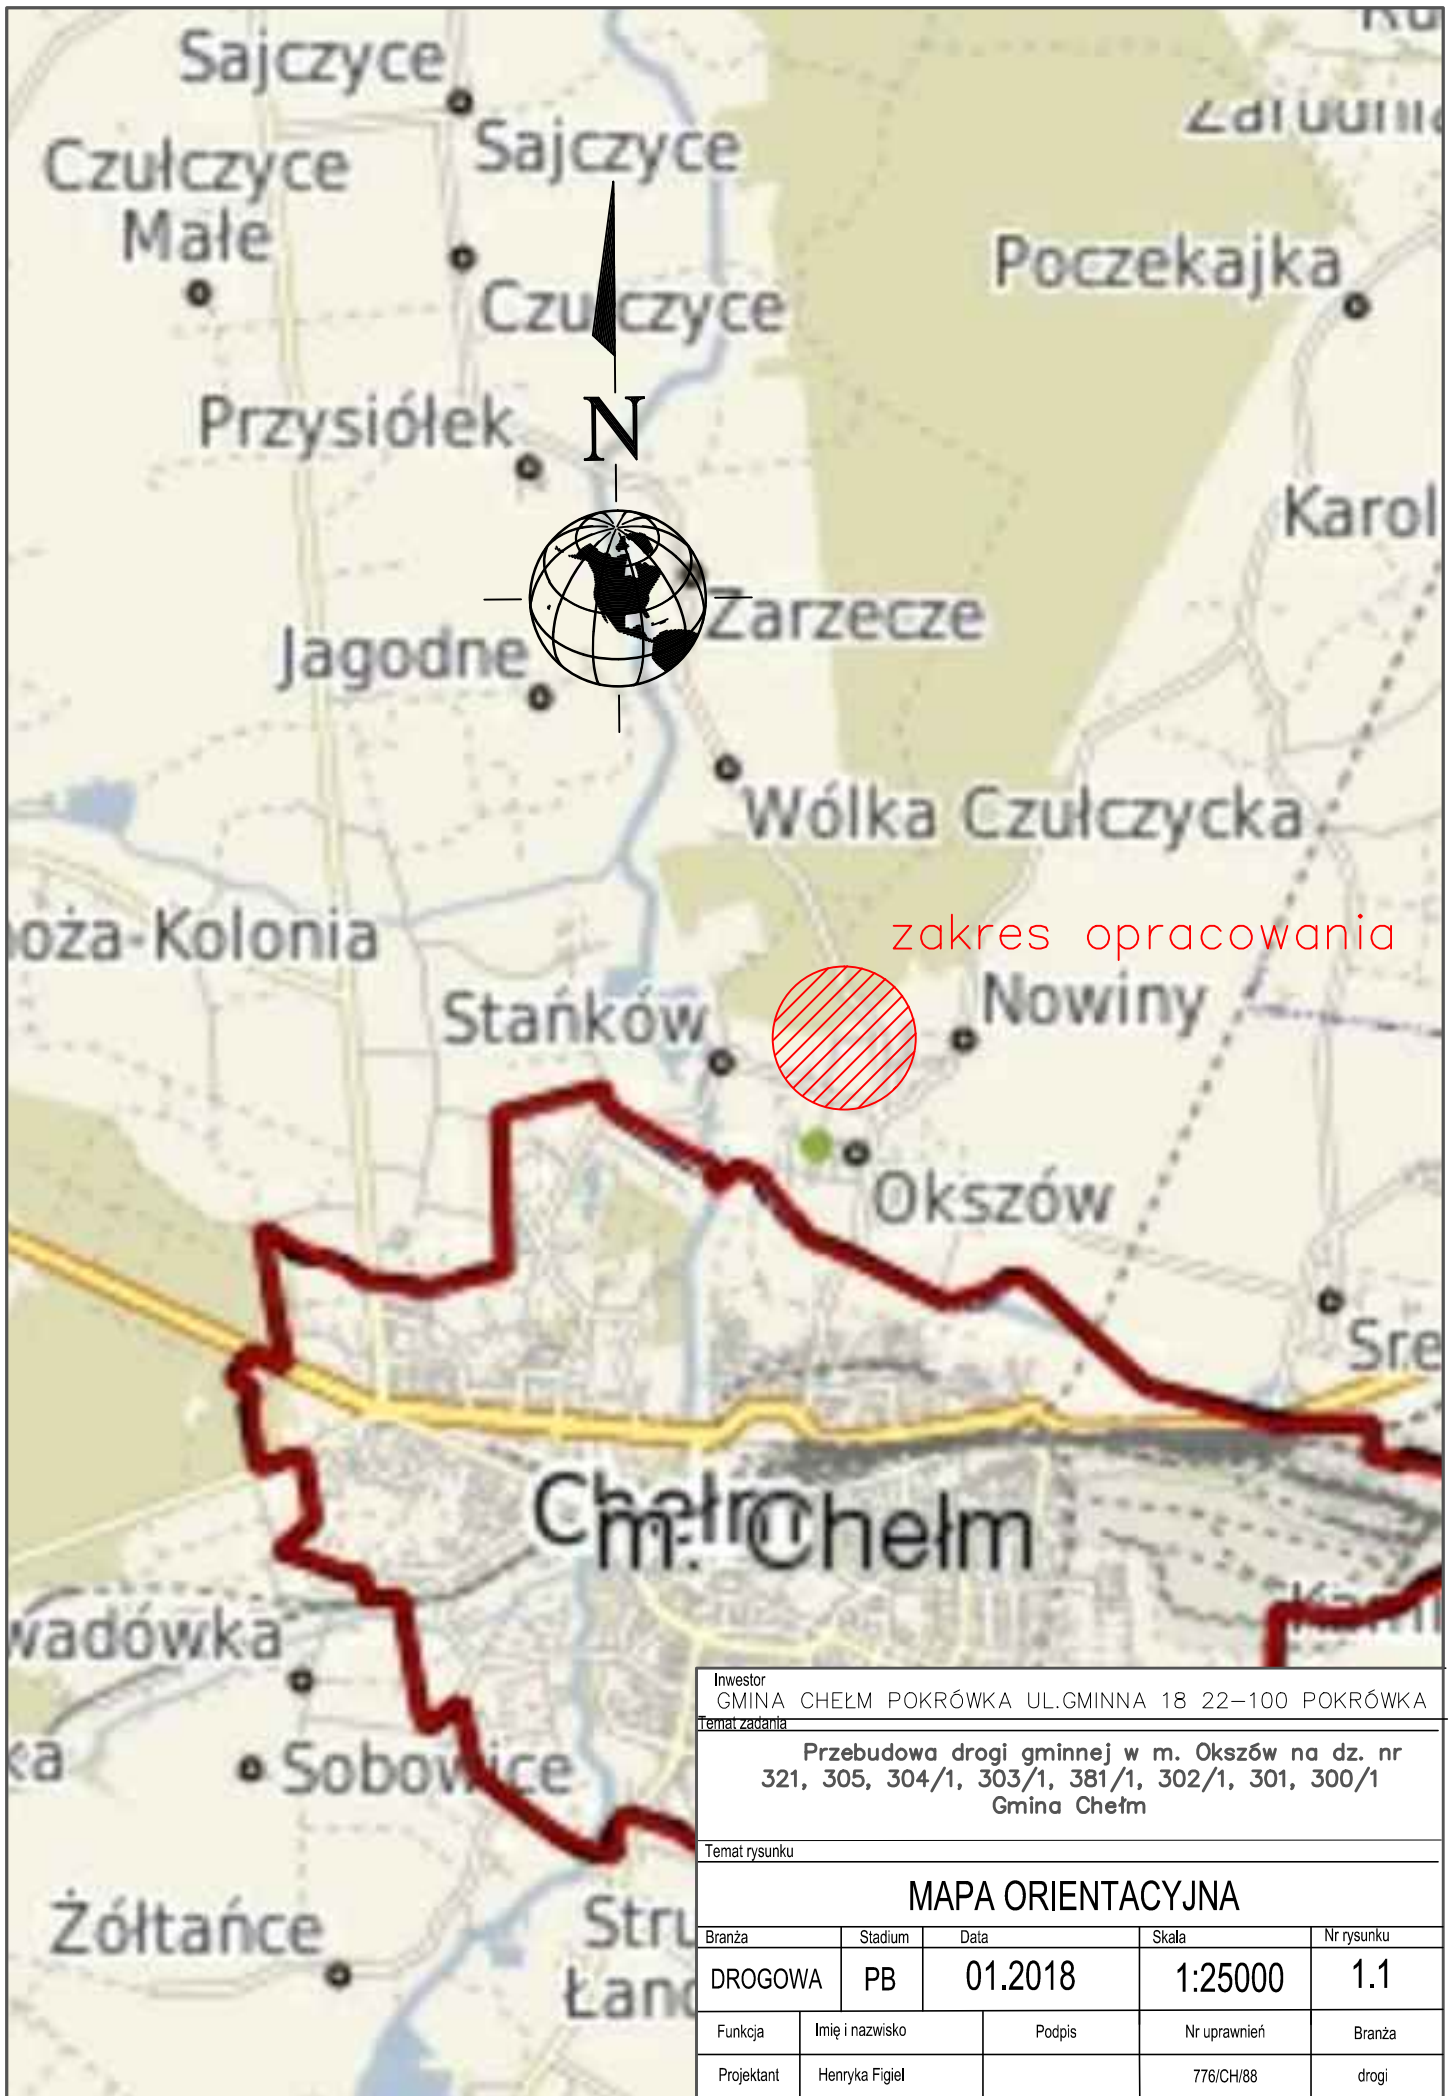 Sajczyce
Sajczyce
Czułczyce
Małe
Poczekajka
Czułczyce
Przysiółek
N
Karol
Zarzecze
Jagodne
Wólka Czułczycka
zakres opracowania
oża-Kolonia
Nowiny
Stańków
Okszów
Sre
Chełm
m. Chełm
wadówka
Sobowice
ka
Żółtańce
Stru
Łano
Inwestor
GMINA CHEŁM POKRÓWKA UL.GMINNA 18 22-100 POKRÓWKA
Temat zadania
Przebudowa drogi gminnej w m. Okszów na dz. nr
321, 305, 304/1, 303/1, 381/1, 302/1, 301, 300/1
Gmina Chełm
Temat rysunku
MAPA ORIENTACYJNA
Branża Stadium Data Skala Nr rysunku
DROGOWA PB 01.2018 1:25000 1.1
Funkcja Imię i nazwisko Podpis Nr uprawnień Branża
Projektant Henryka Figiel 776/CH/88 drogi